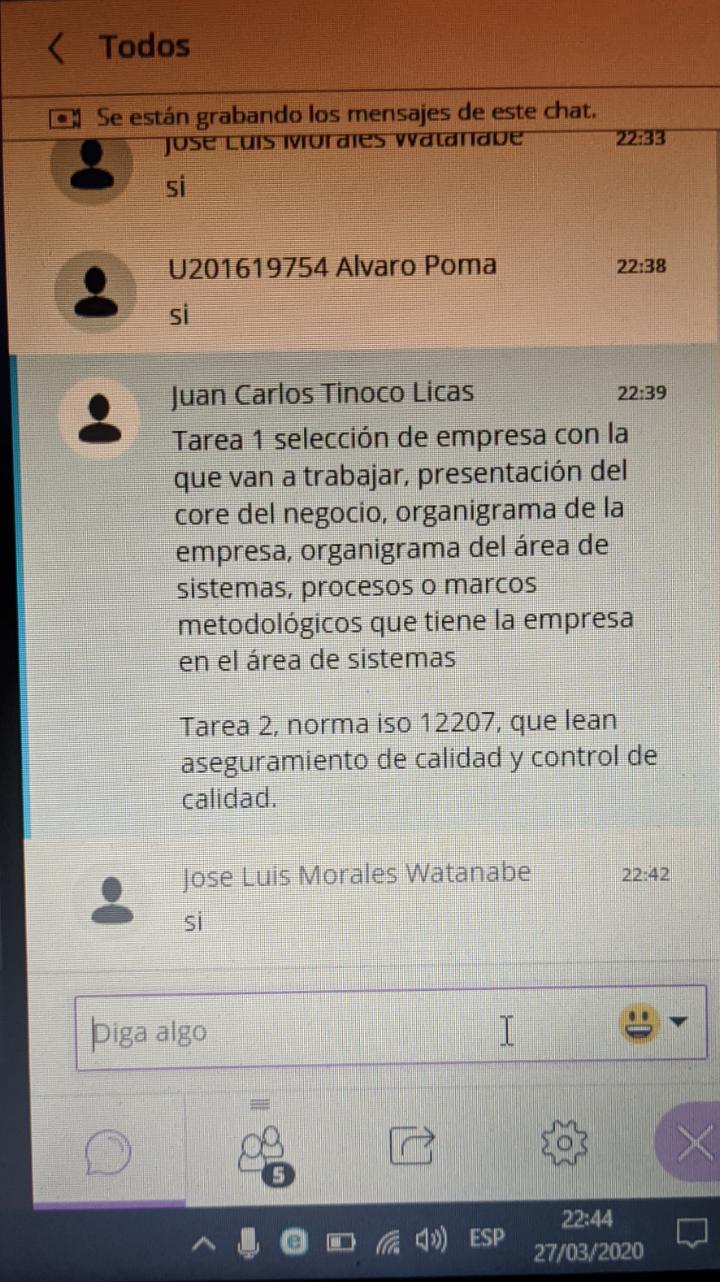 Todos
Se están grabando los mensajes de este chat.
Jose Luis Morales Watanabe 22:33
si
U201619754 Alvaro Poma 22:38
si
Juan Carlos Tinoco Licas 22:39
Tarea 1 selección de empresa con la
que van a trabajar, presentación del
core del negocio, organigrama de la
empresa, organigrama del área de
sistemas, procesos o marcos
metodológicos que tiene la empresa
en el área de sistemas
Tarea 2, norma iso 12207, que lean
aseguramiento de calidad y control de
calidad.
Jose Luis Morales Watanabe 22:42
si
Diga algo
5
ESP
22:44
27/03/2020